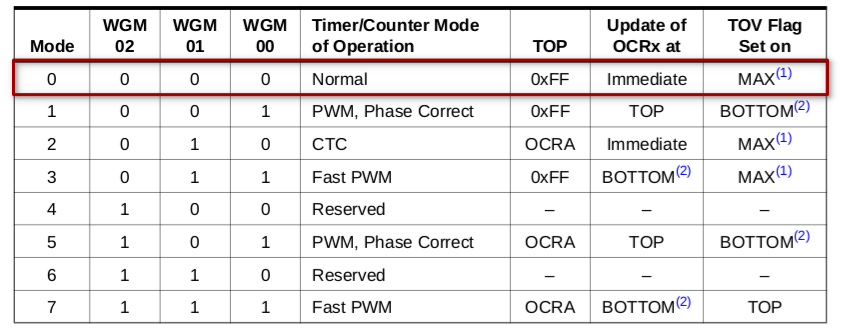 Mode WGM 02 WGM 01 WGM 00 Timer/Counter Mode of Operation TOP Update of OCRx at TOV Flag Set on
0 0 0 0 Normal 0xFF Immediate MAX(1)
1 0 0 1 PWM, Phase Correct 0xFF TOP BOTTOM(2)
2 0 1 0 CTC OCRA Immediate MAX(1)
3 0 1 1 Fast PWM 0xFF BOTTOM(2) MAX(1)
4 1 0 0 Reserved – – –
5 1 0 1 PWM, Phase Correct OCRA TOP BOTTOM(2)
6 1 1 0 Reserved – – –
7 1 1 1 Fast PWM OCRA BOTTOM(2) TOP